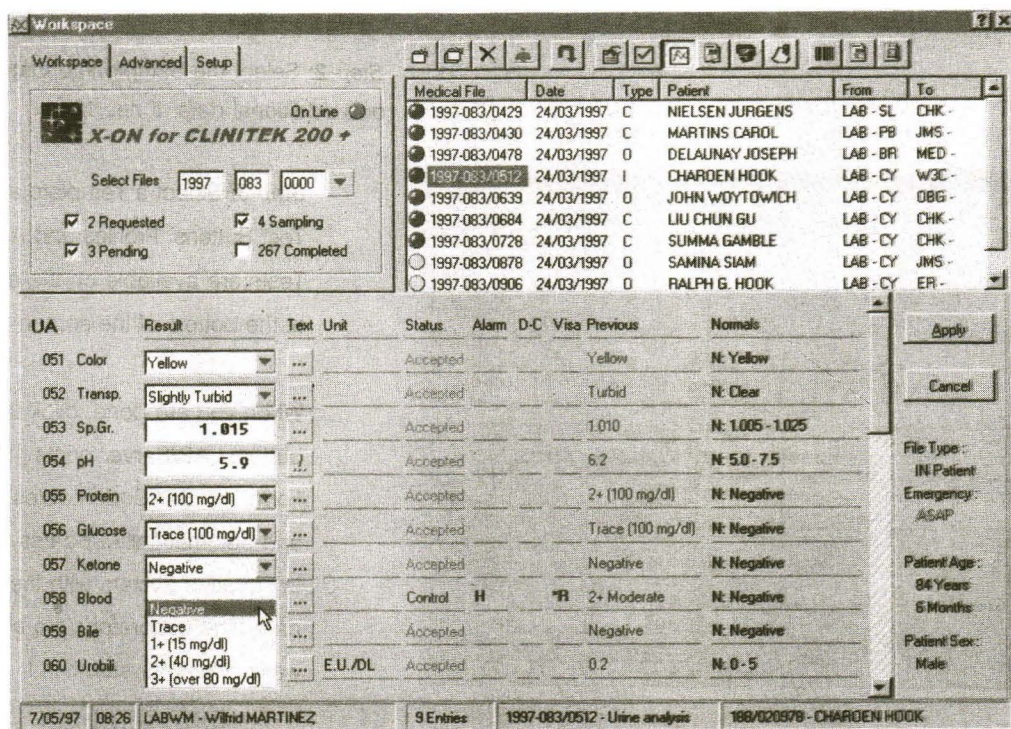 Workspace
Workspace Advanced Setup
On Line
X-ON for CLINITEK 200 +
Select Files 1997 083 0000
2 Requested 4 Sampling
3 Pending 267 Completed
Medical File Date Type Patient From To
1997-083/0429 24/03/1997 C NIELSEN JURGENS LAB - SL CHK -
1997-083/0430 24/03/1997 C MARTINS CAROL LAB - PB JMS -
1997-083/0478 24/03/1997 O DELAUNAY JOSEPH LAB - BR MED -
1997-083/0512 24/03/1997 I CHAROEN HOOK LAB - CY W3C -
1997-083/0639 24/03/1997 O JOHN WOYTOWICH LAB - CY OBG -
1997-083/0684 24/03/1997 C LIU CHUN GU LAB - CY CHK -
1997-083/0728 24/03/1997 C SUMMA GAMBLE LAB - CY CHK -
1997-083/0878 24/03/1997 O SAMINA SIAM LAB - CY JMS -
1997-083/0906 24/03/1997 O RALPH G. HOOK LAB - CY ER -
UA Result Text Unit Status Alarm D-C Visa Previous Normals
051 Color Yellow ... Accepted Yellow N: Yellow
052 Transp. Slightly Turbid ... Accepted Turbid N: Clear
053 Sp.Gr. 1.015 ... Accepted 1.010 N: 1.005 - 1.025
054 pH 5.9 ! Accepted 6.2 N: 5.0 - 7.5
055 Protein 2+ (100 mg/dl) ... Accepted 2+ (100 mg/dl) N: Negative
056 Glucose Trace (100 mg/dl) ... Accepted Trace (100 mg/dl) N: Negative
057 Ketone Negative ... Accepted Negative N: Negative
058 Blood ... Control H *R 2+ Moderate N: Negative
059 Bile ... Accepted Negative N: Negative
060 Urobili. ... E.U./DL Accepted 0.2 N: 0 - 5
Negative
Trace
1+ (15 mg/dl)
2+ (40 mg/dl)
3+ (over 80 mg/dl)
Apply
Cancel
File Type :
IN Patient
Emergency :
ASAP
Patient Age :
84 Years
6 Months
Patient Sex :
Male
7/05/97 08:26 LABWM - Wilfrid MARTINEZ 9 Entries 1997-083/0512 - Urine analysis 188/020978 - CHAROEN HOOK